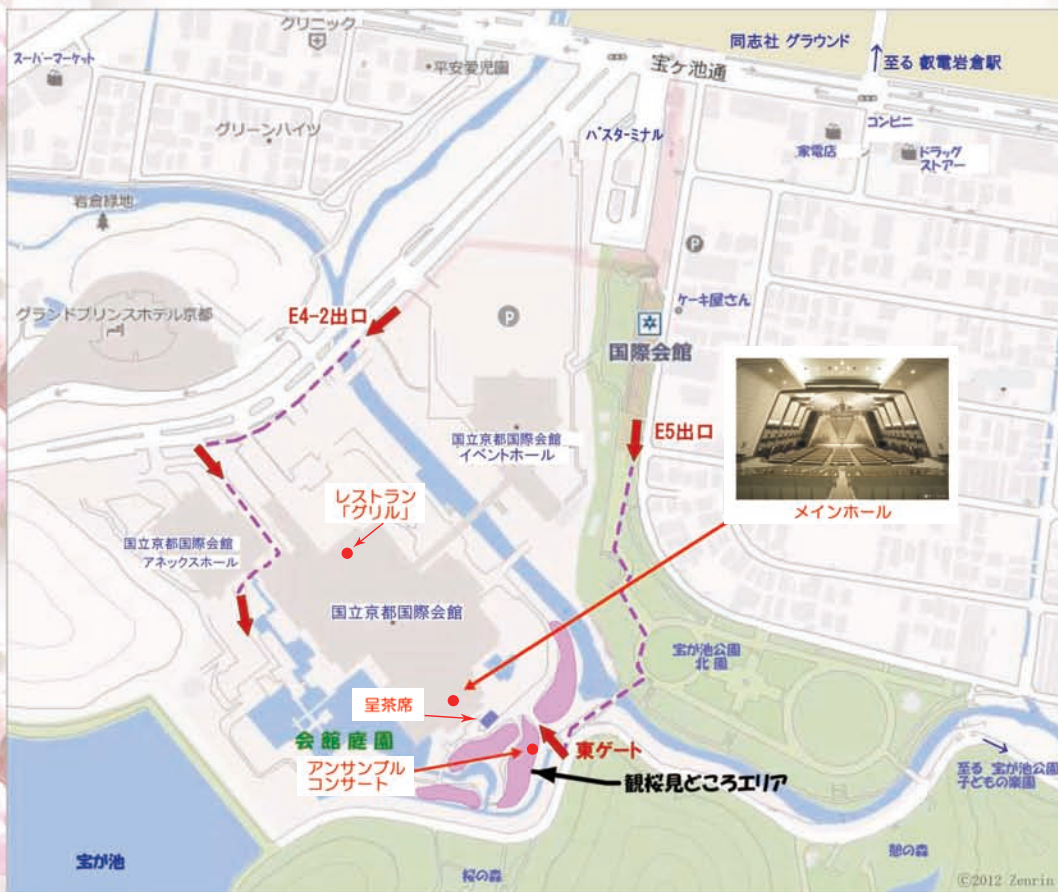 クリニック
スーパーマーケット
・平安愛児園
同志社 グラウンド
宝ケ池通
至る 叡電岩倉駅
グリーンハイツ
バスターミナル
コンビニ
家電店
ドラッグ
ストアー
岩倉緑地
P
グランドプリンスホテル京都
E4-2出口
P
ケーキ屋さん
国際会館
国立京都国際会館
イベントホール
E5出口
メインホール
レストラン
「グリル」
国立京都国際会館
アネックスホール
国立京都国際会館
宝が池公園
北園
呈茶席
会館庭園
東ゲート
アンサンブル
コンサート
観桜見どころエリア
至る 宝が池公園
子どもの楽園
宝が池
桜の森
憩の森
©2012 Zenrin